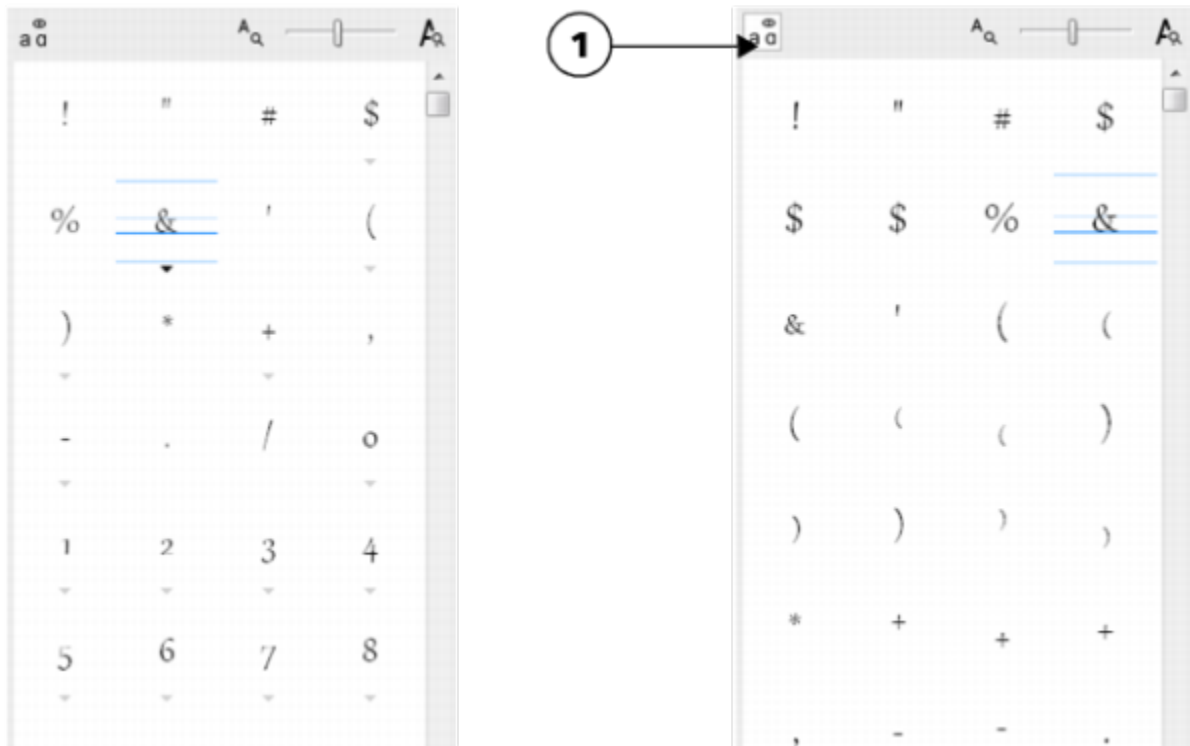 a ɑ A A
! " # $
% & ' (
) * + ,
- . / 0
1 2 3 4
5 6 7 8
1
a ɑ A A
! " # $
$ $ % &
& ' ( (
( ( ( )
) ) ) )
* + + +
, - - .